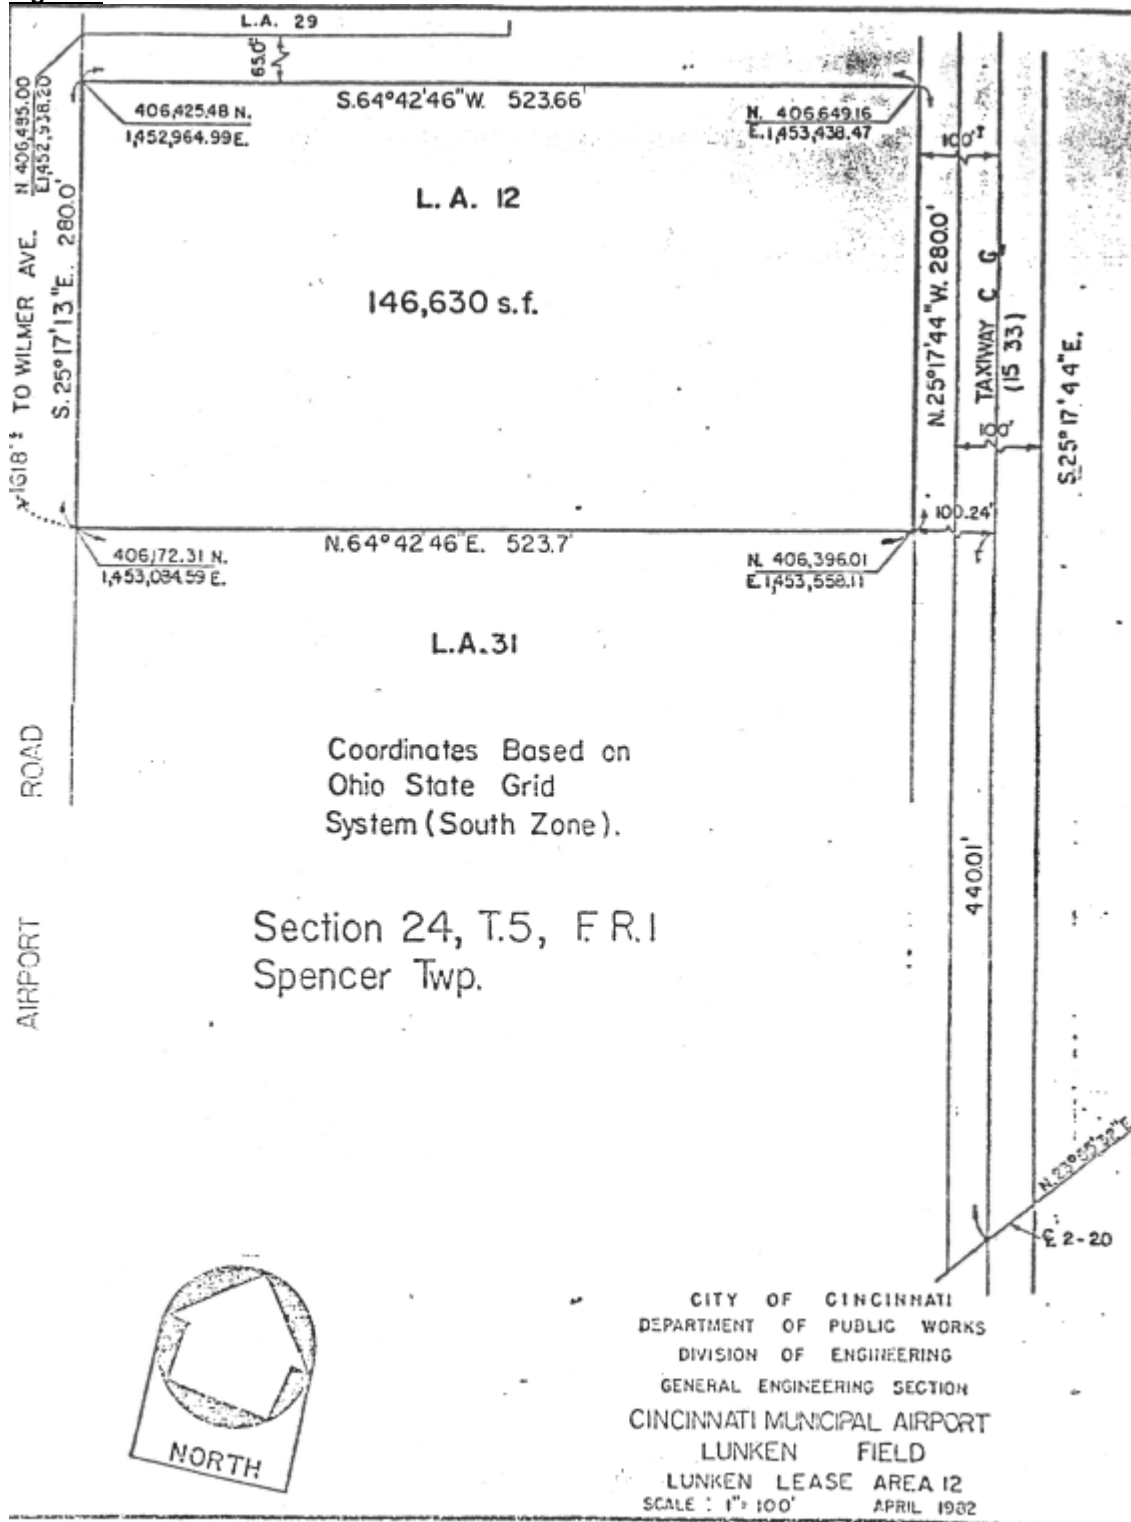 L.A. 29
65.0'
N. 406,485.00
E.1,452,938.20
S.64°42'46"W. 523.66'
406,425.48 N.
1,452,964.99 E.
N. 406,649.16
E. 1,453,438.47
100'±
L. A. 12
146,630 s.f.
S. 25°17'13"E. 280.0'
1618'± TO WILMER AVE.
N.25°17'44"W. 280.0'
TAXIWAY C G
(15 33)
S.25°17'44"E.
100'
100.24'
N.64°42'46"E. 523.7'
406,172.31 N.
1,453,084.59 E.
N. 406,396.01
E. 1,453,558.11
L.A.31
Coordinates Based on
Ohio State Grid
System (South Zone).
AIRPORT ROAD
440.01'
Section 24, T.5, F.R.1
Spencer Twp.
2-20
NORTH
CITY OF CINCINNATI
DEPARTMENT OF PUBLIC WORKS
DIVISION OF ENGINEERING
GENERAL ENGINEERING SECTION
CINCINNATI MUNICIPAL AIRPORT
LUNKEN FIELD
LUNKEN LEASE AREA 12
SCALE : 1"= 100' APRIL 1982